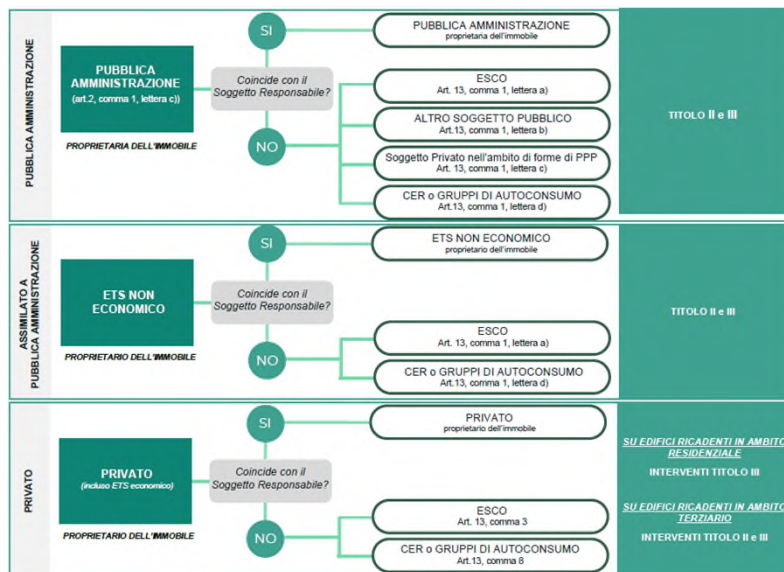 PUBBLICA AMMINISTRAZIONE
PUBBLICA
AMMINISTRAZIONE
(art.2, comma 1, lettera c))
PROPRIETARIA DELL'IMMOBILE
Coincide con il
Soggetto Responsabile?
SI
NO
PUBBLICA AMMINISTRAZIONE
proprietaria dell'immobile
ESCO
Art. 13, comma 1, lettera a)
ALTRO SOGGETTO PUBBLICO
Art.13, comma 1, lettera b)
Soggetto Privato nell'ambito di forme di PPP
Art. 13, comma 1, lettera c)
CER o GRUPPI DI AUTOCONSUMO
Art.13, comma 1, lettera d)
TITOLO II e III
ASSIMILATO A
PUBBLICA AMMINISTRAZIONE
ETS NON
ECONOMICO
PROPRIETARIO DELL'IMMOBILE
Coincide con il
Soggetto Responsabile?
SI
NO
ETS NON ECONOMICO
proprietario dell'immobile
ESCO
Art. 13, comma 1, lettera a)
CER o GRUPPI DI AUTOCONSUMO
Art.13, comma 1, lettera d)
TITOLO II e III
PRIVATO
PRIVATO
(incluso ETS economico)
PROPRIETARIO DELL'IMMOBILE
Coincide con il
Soggetto Responsabile?
SI
NO
PRIVATO
proprietario dell'immobile
ESCO
Art. 13, comma 3
CER o GRUPPI DI AUTOCONSUMO
Art.13, comma 8
SU EDIFICI RICADENTI IN AMBITO
RESIDENZIALE
INTERVENTI TITOLO III
SU EDIFICI RICADENTI IN AMBITO
TERZIARIO
INTERVENTI TITOLO II e III